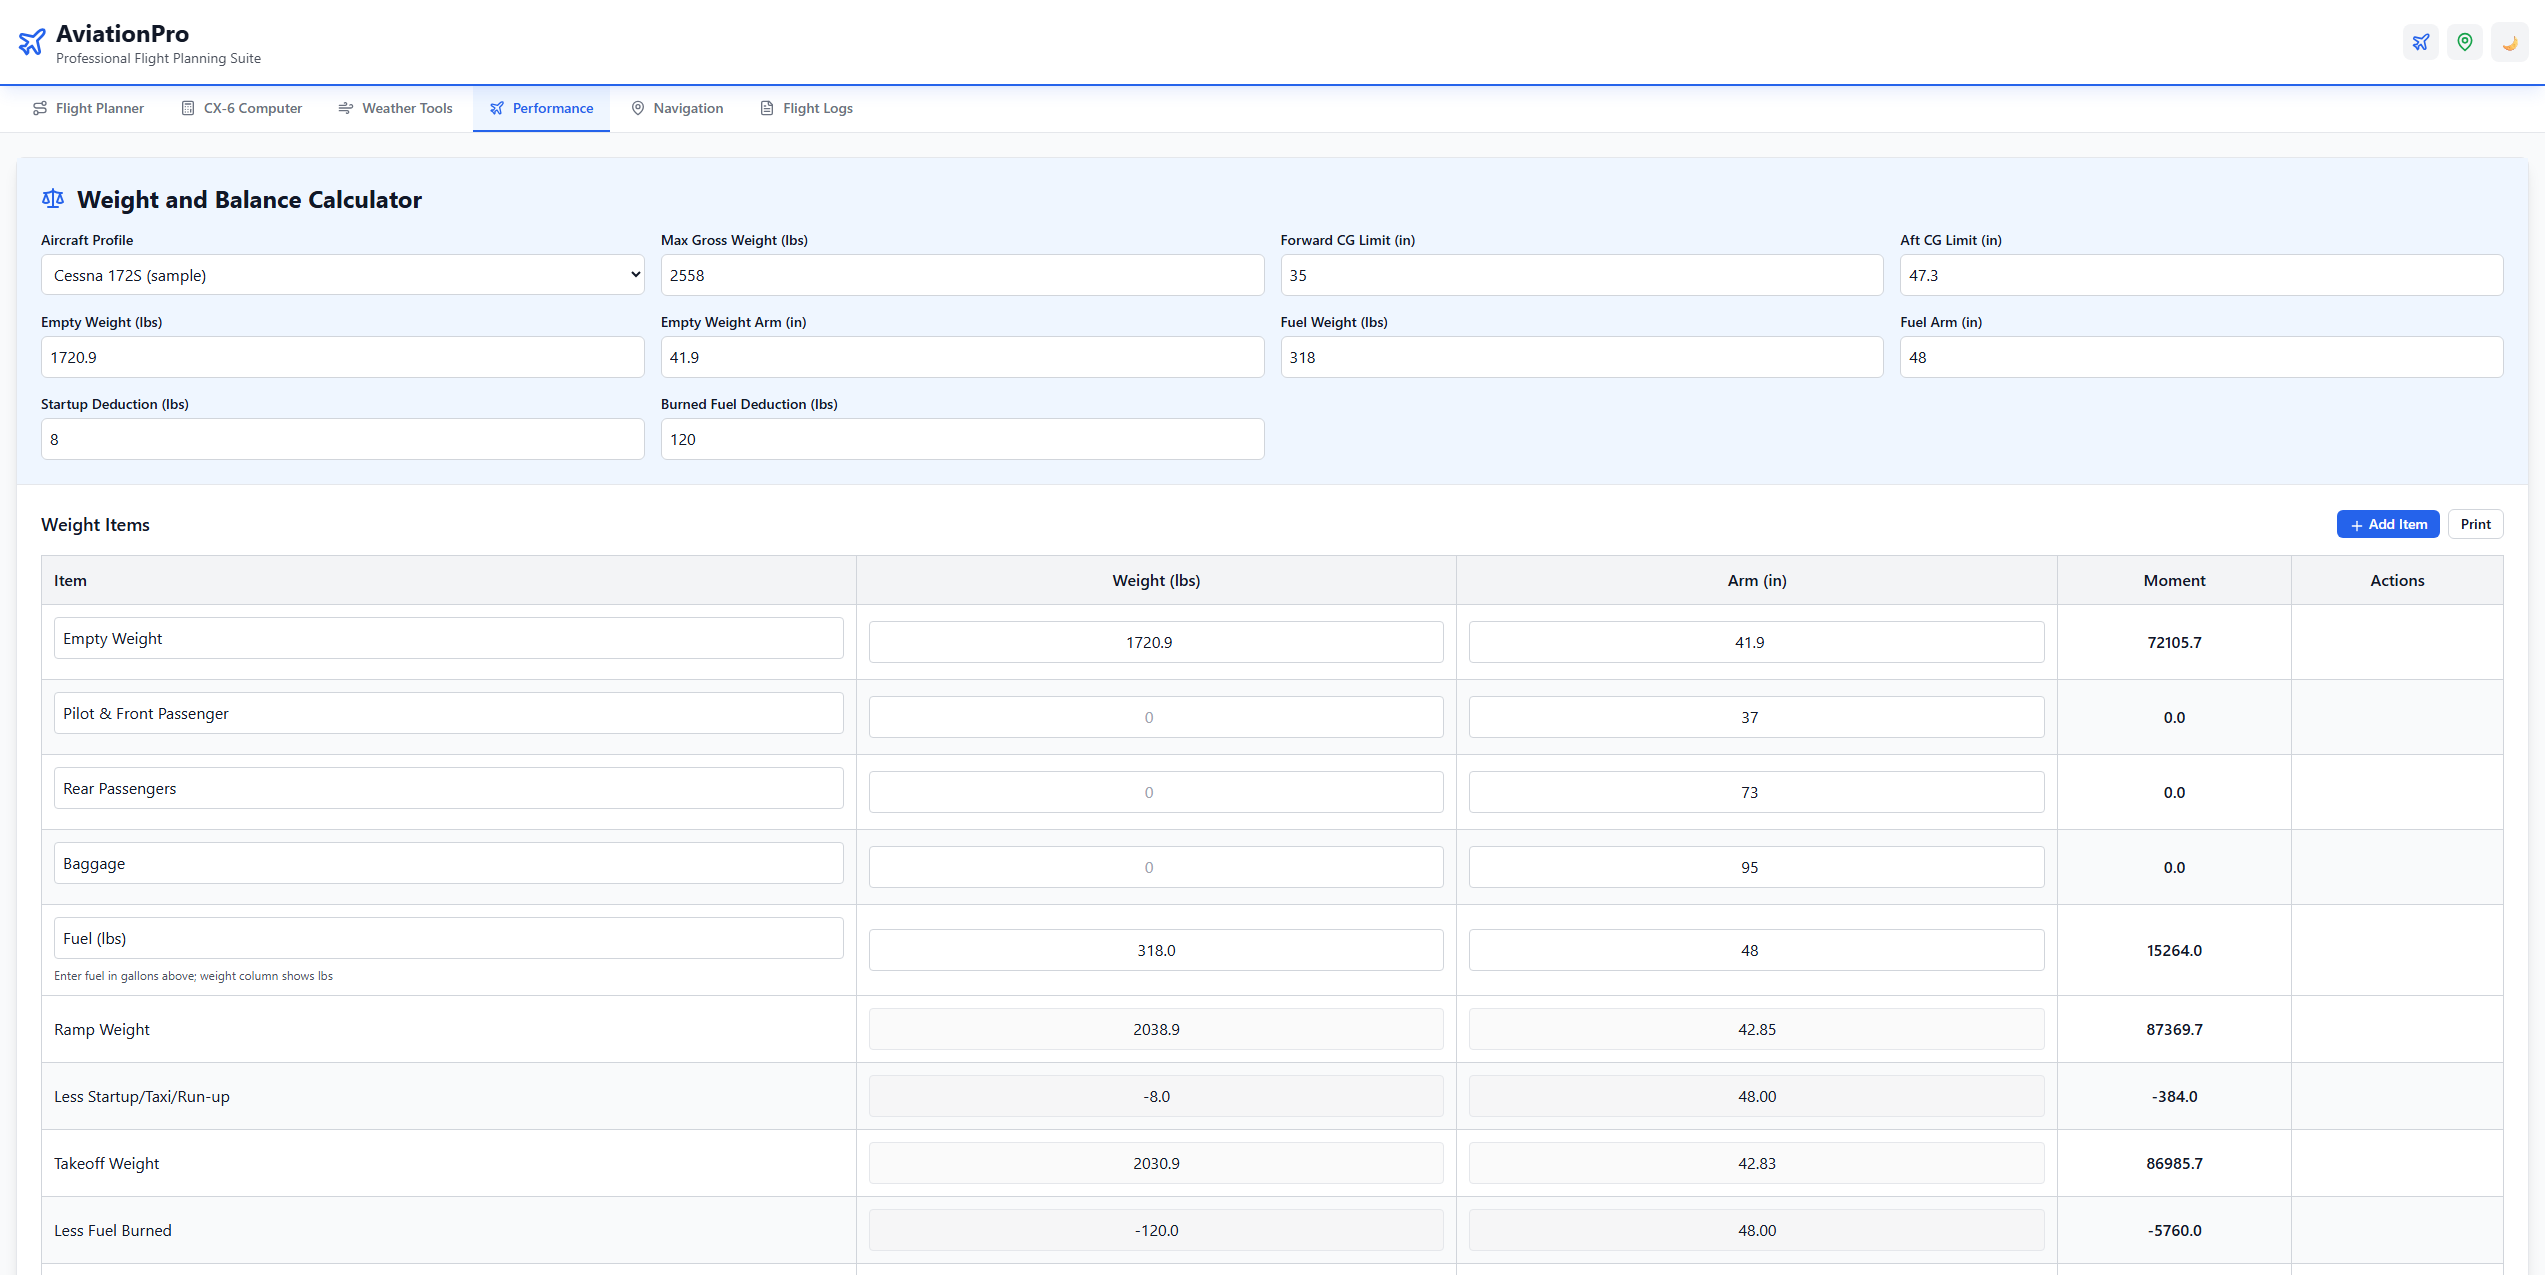 AviationPro
Professional Flight Planning Suite
Flight Planner CX-6 Computer Weather Tools Performance Navigation Flight Logs
Weight and Balance Calculator
Aircraft Profile Max Gross Weight (lbs) Forward CG Limit (in) Aft CG Limit (in)
Cessna 172S (sample) 2558 35 47.3
Empty Weight (lbs) Empty Weight Arm (in) Fuel Weight (lbs) Fuel Arm (in)
1720.9 41.9 318 48
Startup Deduction (lbs) Burned Fuel Deduction (lbs)
8 120
Weight Items + Add Item Print
Item Weight (lbs) Arm (in) Moment Actions
Empty Weight 1720.9 41.9 72105.7
Pilot & Front Passenger 0 37 0.0
Rear Passengers 0 73 0.0
Baggage 0 95 0.0
Fuel (lbs) 318.0 48 15264.0
Enter fuel in gallons above; weight column shows lbs
Ramp Weight 2038.9 42.85 87369.7
Less Startup/Taxi/Run-up -8.0 48.00 -384.0
Takeoff Weight 2030.9 42.83 86985.7
Less Fuel Burned -120.0 48.00 -5760.0